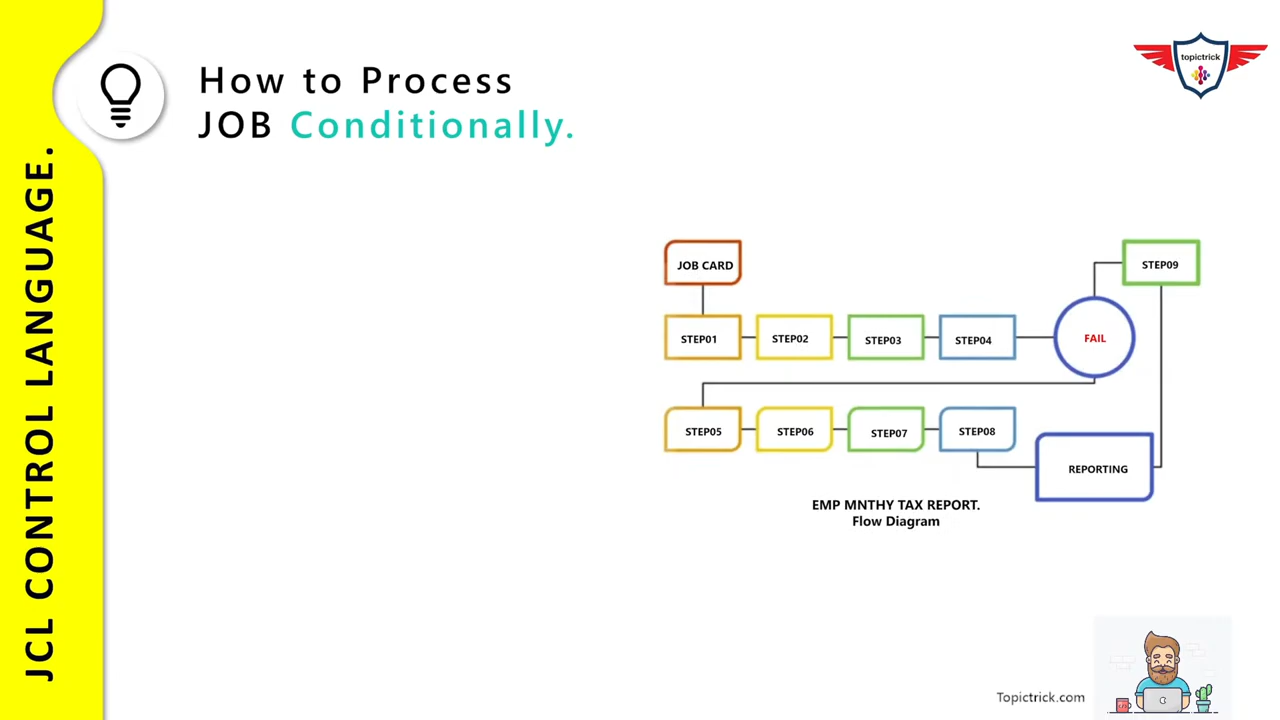 JCL CONTROL LANGUAGE.
How to Process
JOB Conditionally.
topictrick
JOB CARD
STEP09
STEP01
STEP02
STEP03
STEP04
FAIL
STEP05
STEP06
STEP07
STEP08
REPORTING
EMP MNTHY TAX REPORT.
Flow Diagram
Topictrick.com